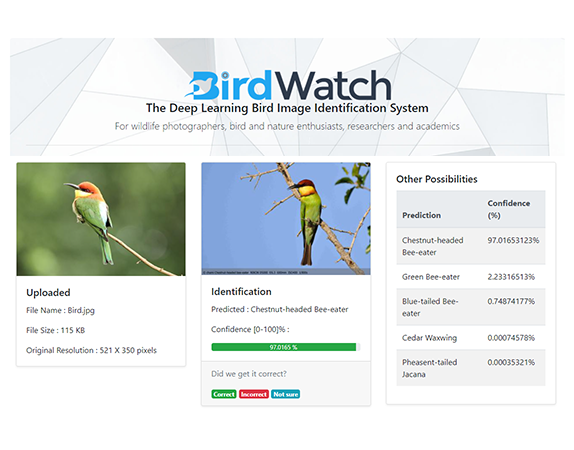 BirdWatch
The Deep Learning Bird Image Identification System
For wildlife photographers, bird and nature enthusiasts, researchers and academics
Uploaded
File Name : Bird.jpg
File Size : 115 KB
Original Resolution : 521 X 350 pixels
Identification
Predicted : Chestnut-headed Bee-eater
Confidence [0-100]% :
97.0165 %
Did we get it correct?
Correct Incorrect Not sure
Other Possibilities
Prediction Confidence
(%)
Chestnut-headed 97.01653123%
Bee-eater
Green Bee-eater 2.23316513%
Blue-tailed Bee- 0.74874177%
eater
Cedar Waxwing 0.00074578%
Pheasent-tailed 0.00035321%
Jacana